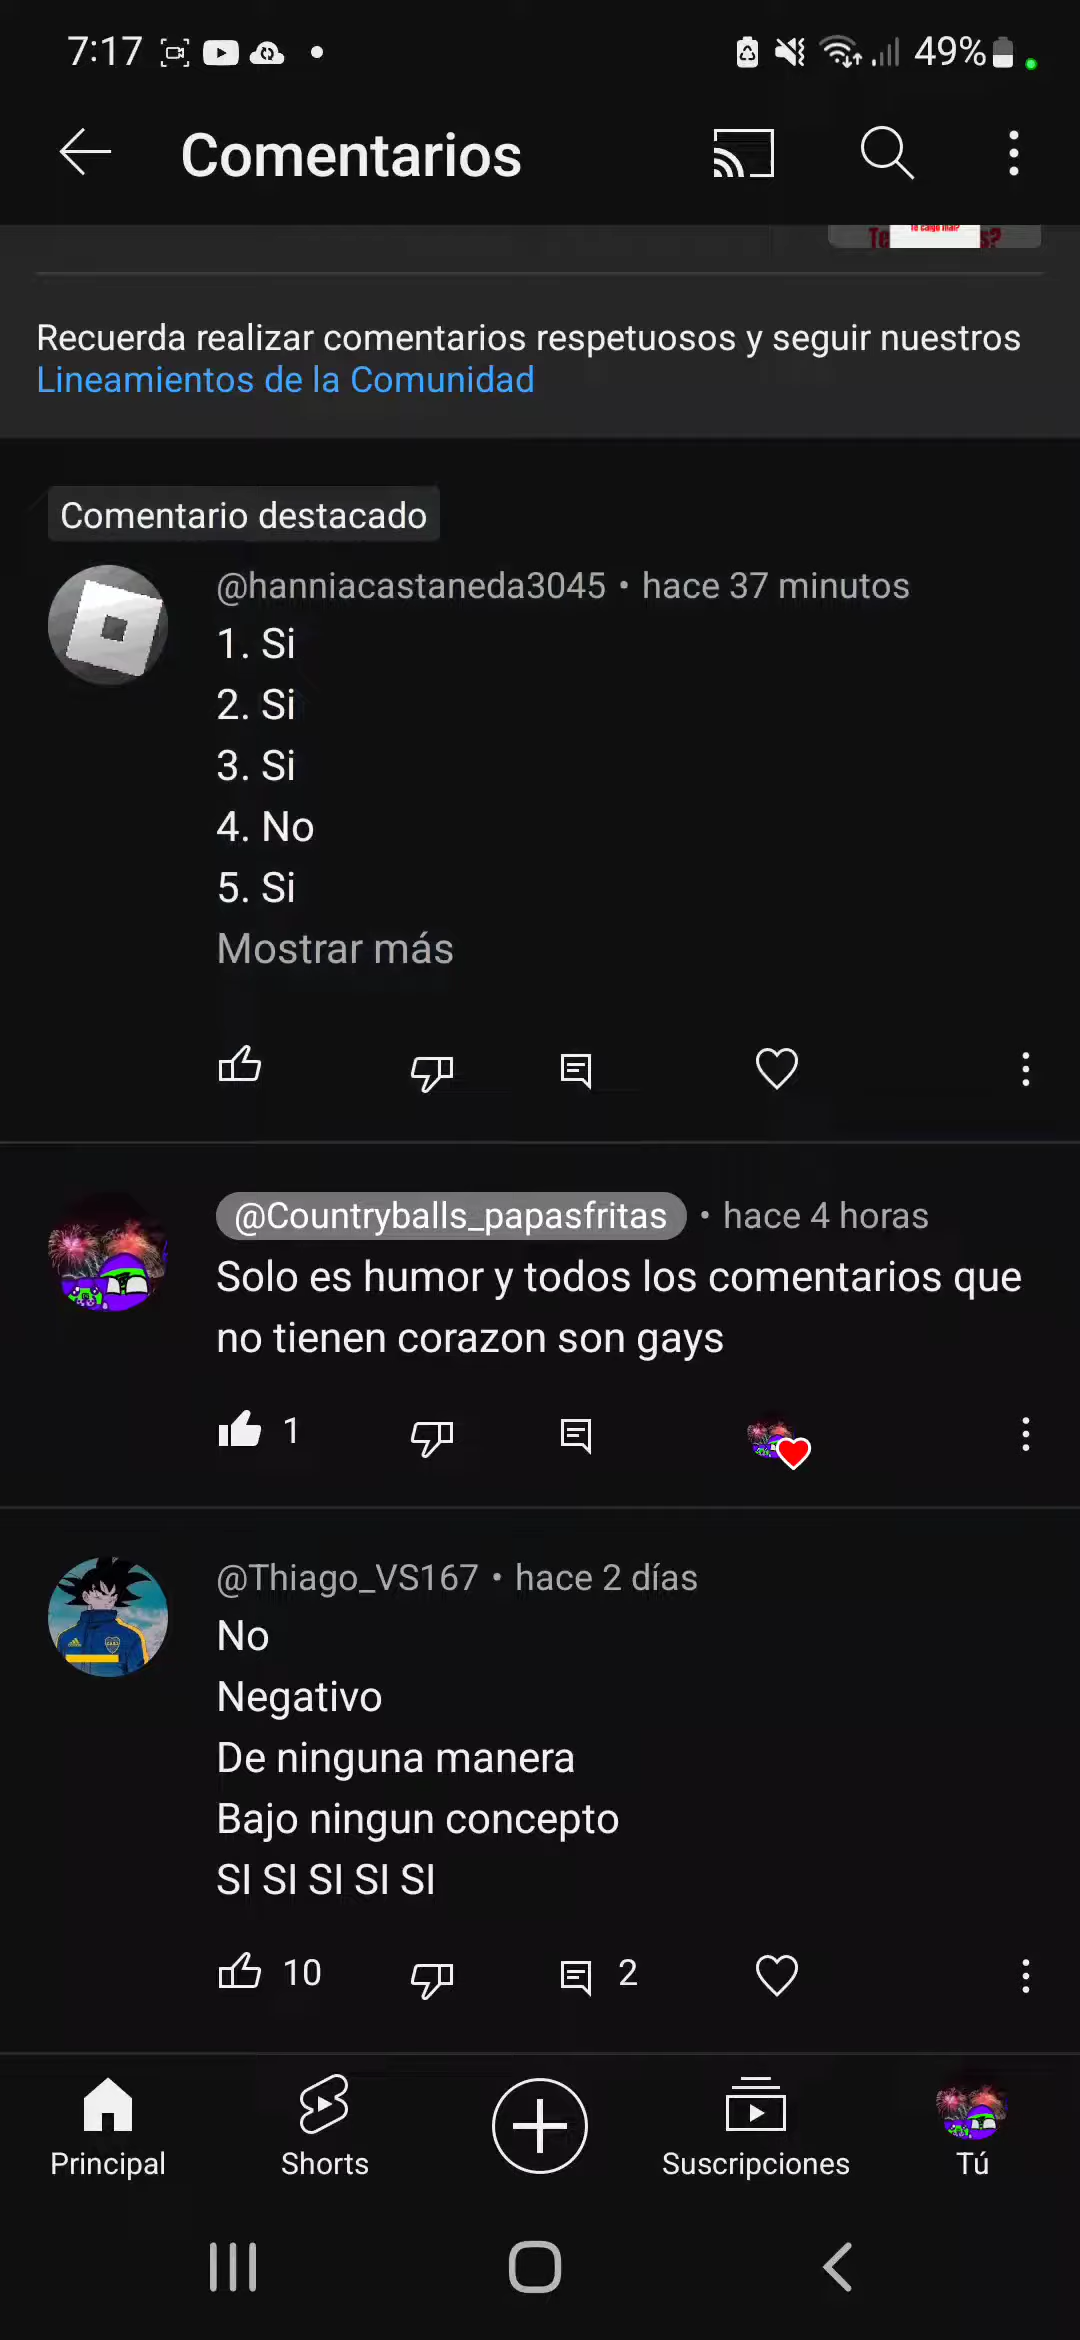 7:17
49%
Comentarios
Te caigo mal?
Recuerda realizar comentarios respetuosos y seguir nuestros
Lineamientos de la Comunidad
Comentario destacado
@hanniacastaneda3045 • hace 37 minutos
1. Si
2. Si
3. Si
4. No
5. Si
Mostrar más
@Countryballs_papasfritas • hace 4 horas
Solo es humor y todos los comentarios que
no tienen corazon son gays
1
@Thiago_VS167 • hace 2 días
No
Negativo
De ninguna manera
Bajo ningun concepto
SI SI SI SI SI
10
2
Principal
Shorts
Suscripciones
Tú